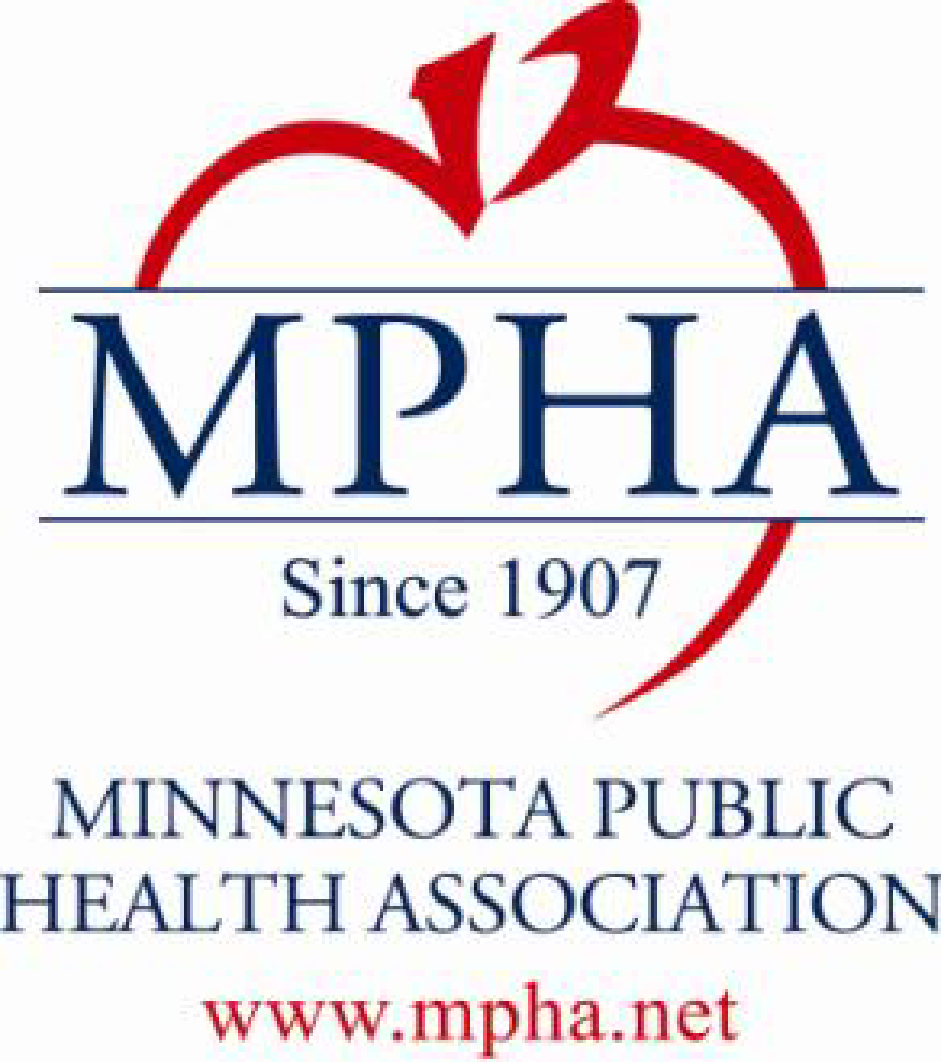 MPHA
Since 1907
MINNESOTA PUBLIC
HEALTH ASSOCIATION
www.mpha.net